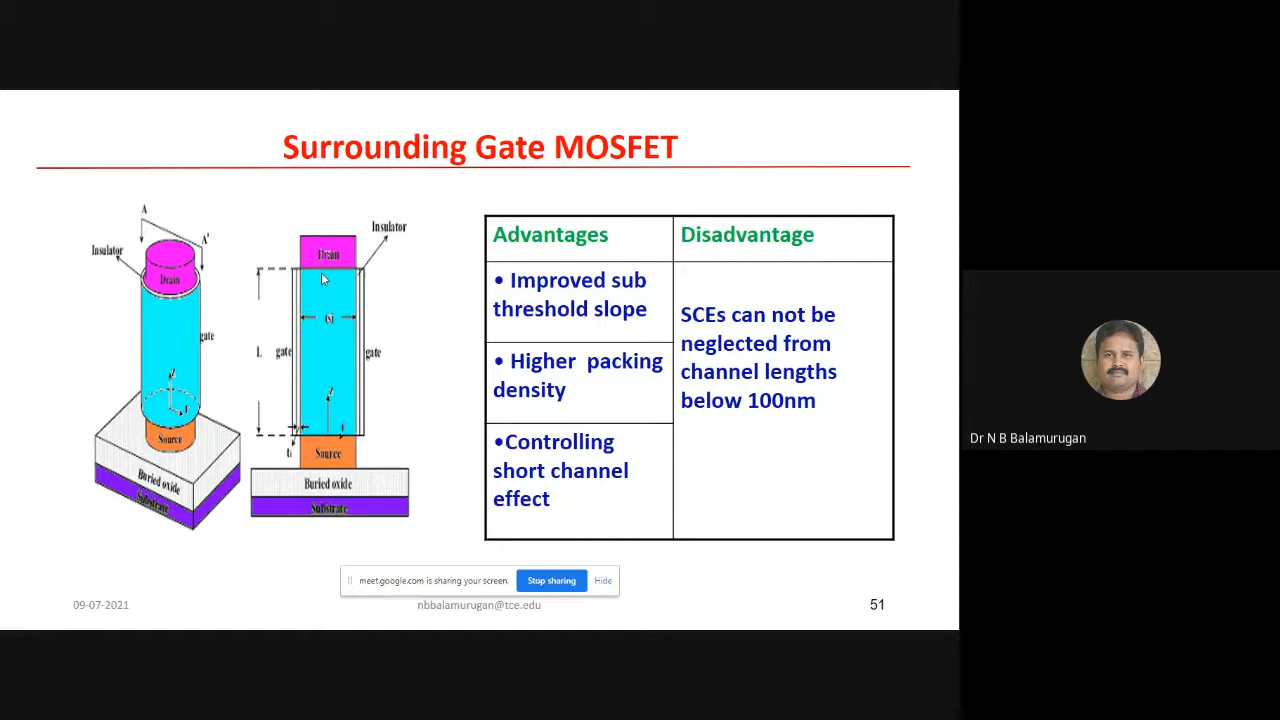 Surrounding Gate MOSFET
A
A'
Insulator
Drain
gate
Source
Buried oxide
Substrate
Insulator
Drain
tsi
L
gate
gate
z
r
ti
Source
Buried oxide
Substrate
Advantages
Disadvantage
• Improved sub
threshold slope
• Higher packing
density
•Controlling
short channel
effect
SCEs can not be
neglected from
channel lengths
below 100nm
meet.google.com is sharing your screen.
Stop sharing
Hide
09-07-2021
nbbalamurugan@tce.edu
51
Dr N B Balamurugan